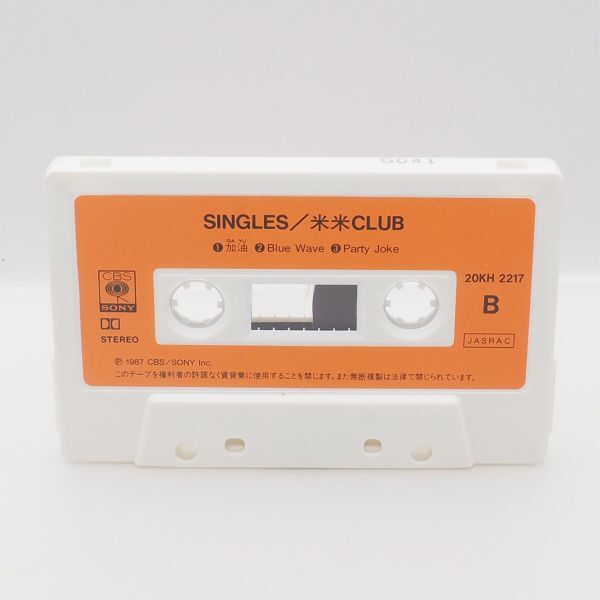 G041
SINGLES／米米CLUB
GA YU
❶加油 ❷Blue Wave ❸Party Joke
CBS
SONY
20KH 2217
B
STEREO
JASRAC
Ⓟ 1987 CBS/SONY Inc.
このテープを権利者の許諾なく賃貸業に使用することを禁じます。また無断複製は法律で禁じられています。